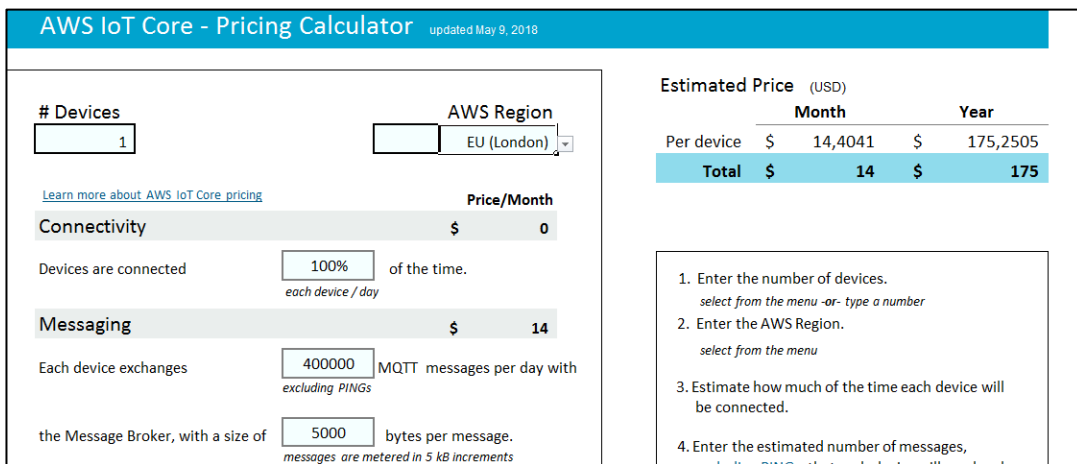 AWS IoT Core - Pricing Calculator updated May 9, 2018
# Devices
AWS Region
1
EU (London)
Learn more about AWS IoT Core pricing
Price/Month
Connectivity $ 0
Devices are connected 100% of the time.
each device / day
Messaging $ 14
Each device exchanges 400000 MQTT messages per day with
excluding PINGs
the Message Broker, with a size of 5000 bytes per message.
messages are metered in 5 kB increments
Estimated Price (USD)
Month Year
Per device $ 14,4041 $ 175,2505
Total $ 14 $ 175
1. Enter the number of devices.
select from the menu -or- type a number
2. Enter the AWS Region.
select from the menu
3. Estimate how much of the time each device will
be connected.
4. Enter the estimated number of messages,